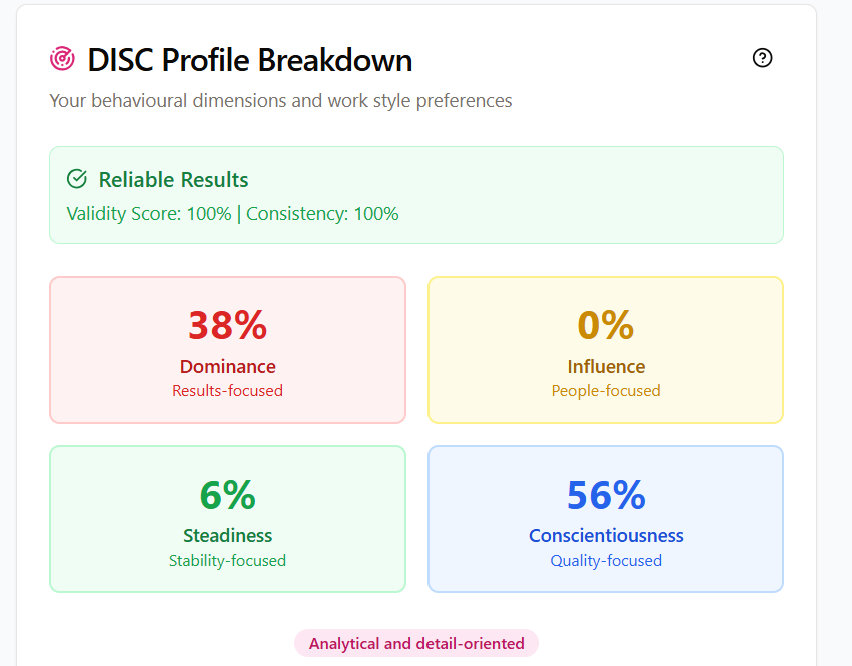 DISC Profile Breakdown
Your behavioural dimensions and work style preferences
Reliable Results
Validity Score: 100% | Consistency: 100%
38%
Dominance
Results-focused
0%
Influence
People-focused
6%
Steadiness
Stability-focused
56%
Conscientiousness
Quality-focused
Analytical and detail-oriented